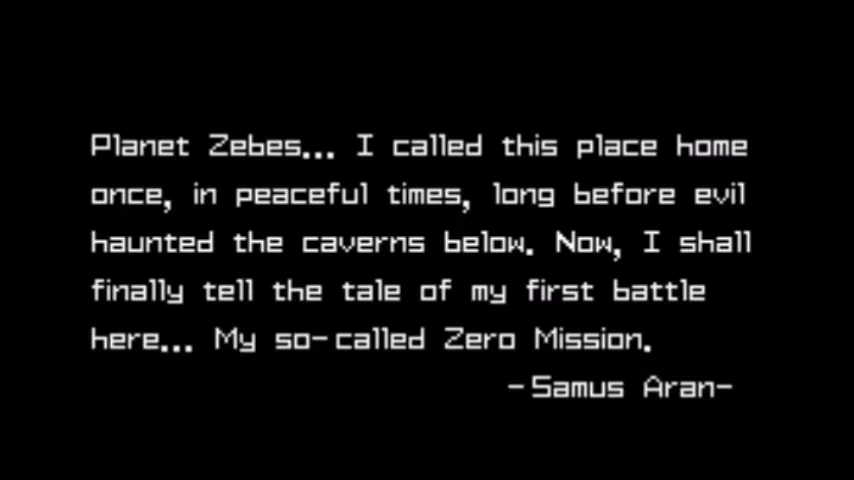 Planet Zebes... I called this place home
once, in peaceful times, long before evil
haunted the caverns below. Now, I shall
finally tell the tale of my first battle
here... My so-called Zero Mission.
-Samus Aran-